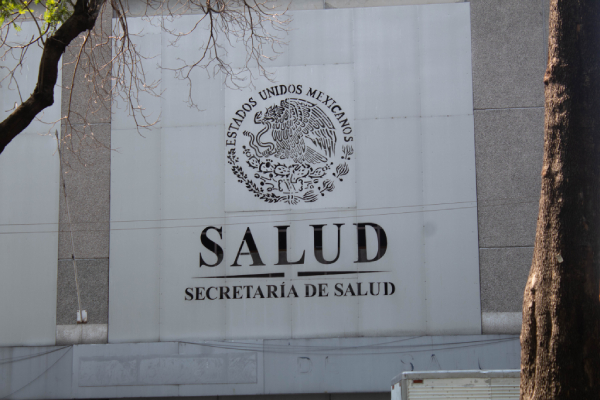 ESTADOS UNIDOS MEXICANOS
SALUD
SECRETARÍA DE SALUD